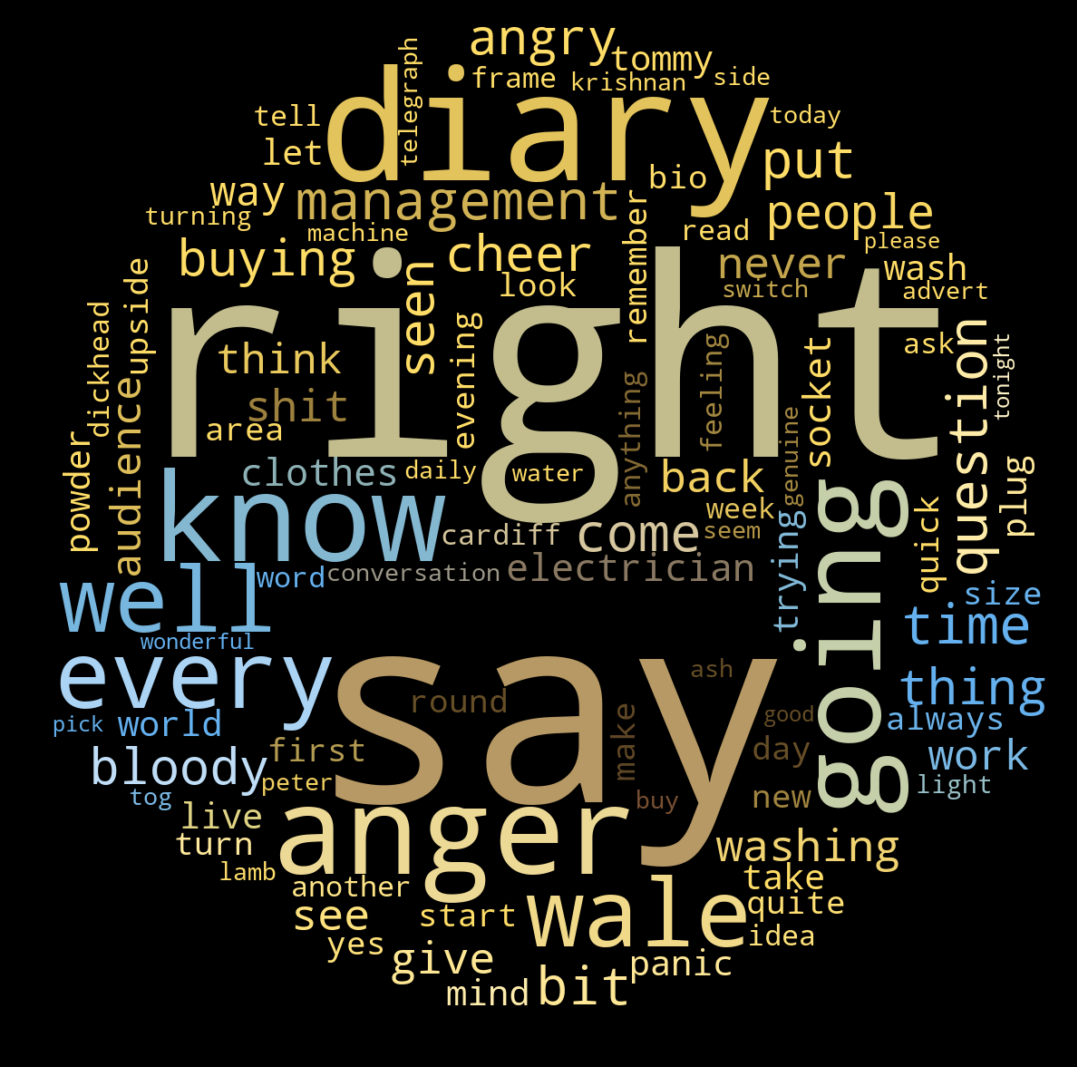 angry
tommy
telegraph
frame
krishnan
side
diary
tell
today
let
put
way
management
bio
people
turning
machine
remember
read
please
buying
cheer
never
wash
seen
look
switch
advert
upside
right
dickhead
evening
think
feeling
socket
ask
question
tonight
shit
audience
area
anything
genuine
powder
clothes
daily
water
back
plug
know
week
quick
cardiff
come
seem
trying
going
word
conversation
electrician
well
size
time
wonderful
every
say
ash
thing
pick
world
round
make
good
always
bloody
first
day
work
tog
peter
buy
new
light
live
anger
turn
washing
lamb
another
take
see
start
wale
quite
yes
give
panic
idea
mind
bit